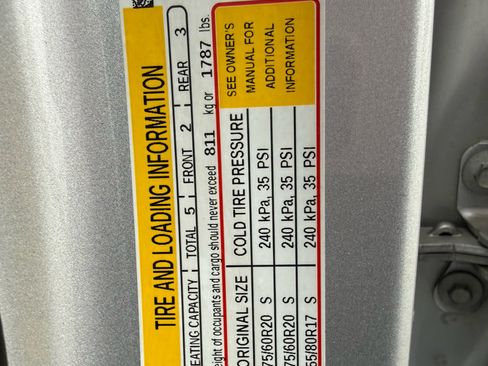 TIRE AND LOADING INFORMATION
EATING CAPACITY TOTAL 5 FRONT 2 REAR 3
eight of occupants and cargo should never exceed 811 kg or 1787 lbs.
ORIGINAL SIZE COLD TIRE PRESSURE
75/60R20 S 240 kPa, 35 PSI
75/60R20 S 240 kPa, 35 PSI
55/80R17 S 240 kPa, 35 PSI
SEE OWNER'S
MANUAL FOR
ADDITIONAL
INFORMATION